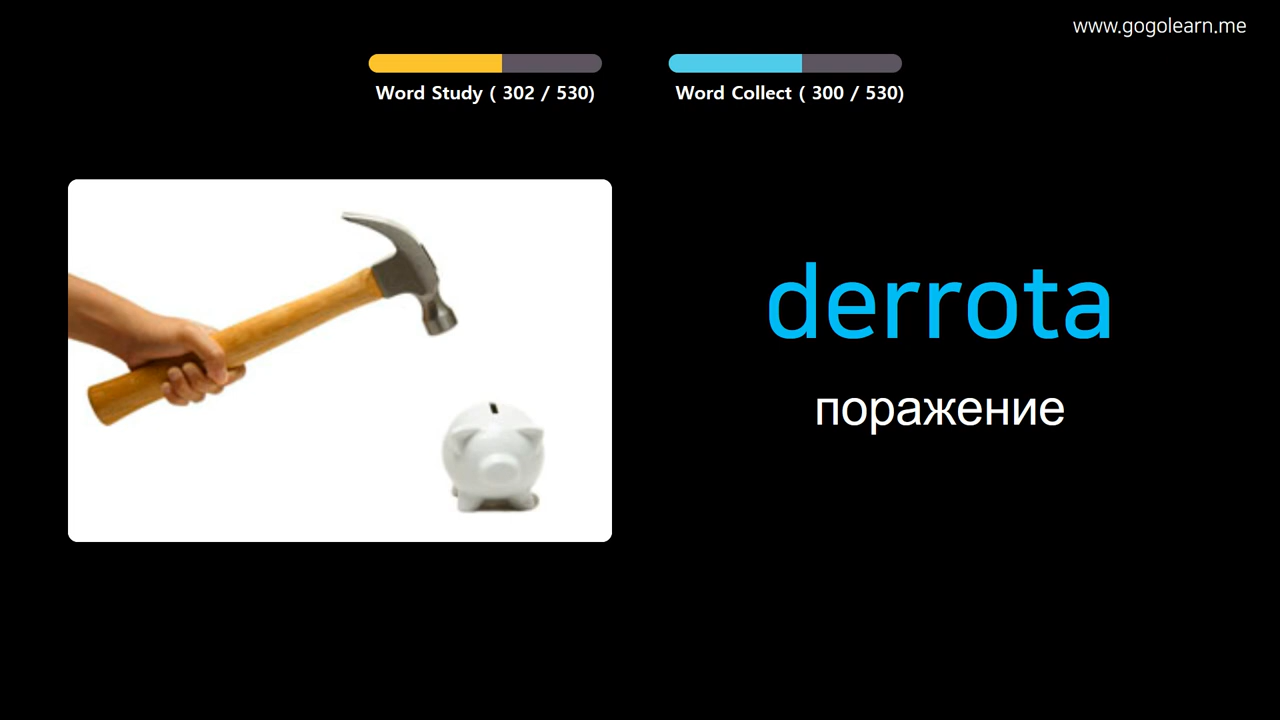 www.gogolearn.me
Word Study ( 302 / 530)
Word Collect ( 300 / 530)
derrota
поражение